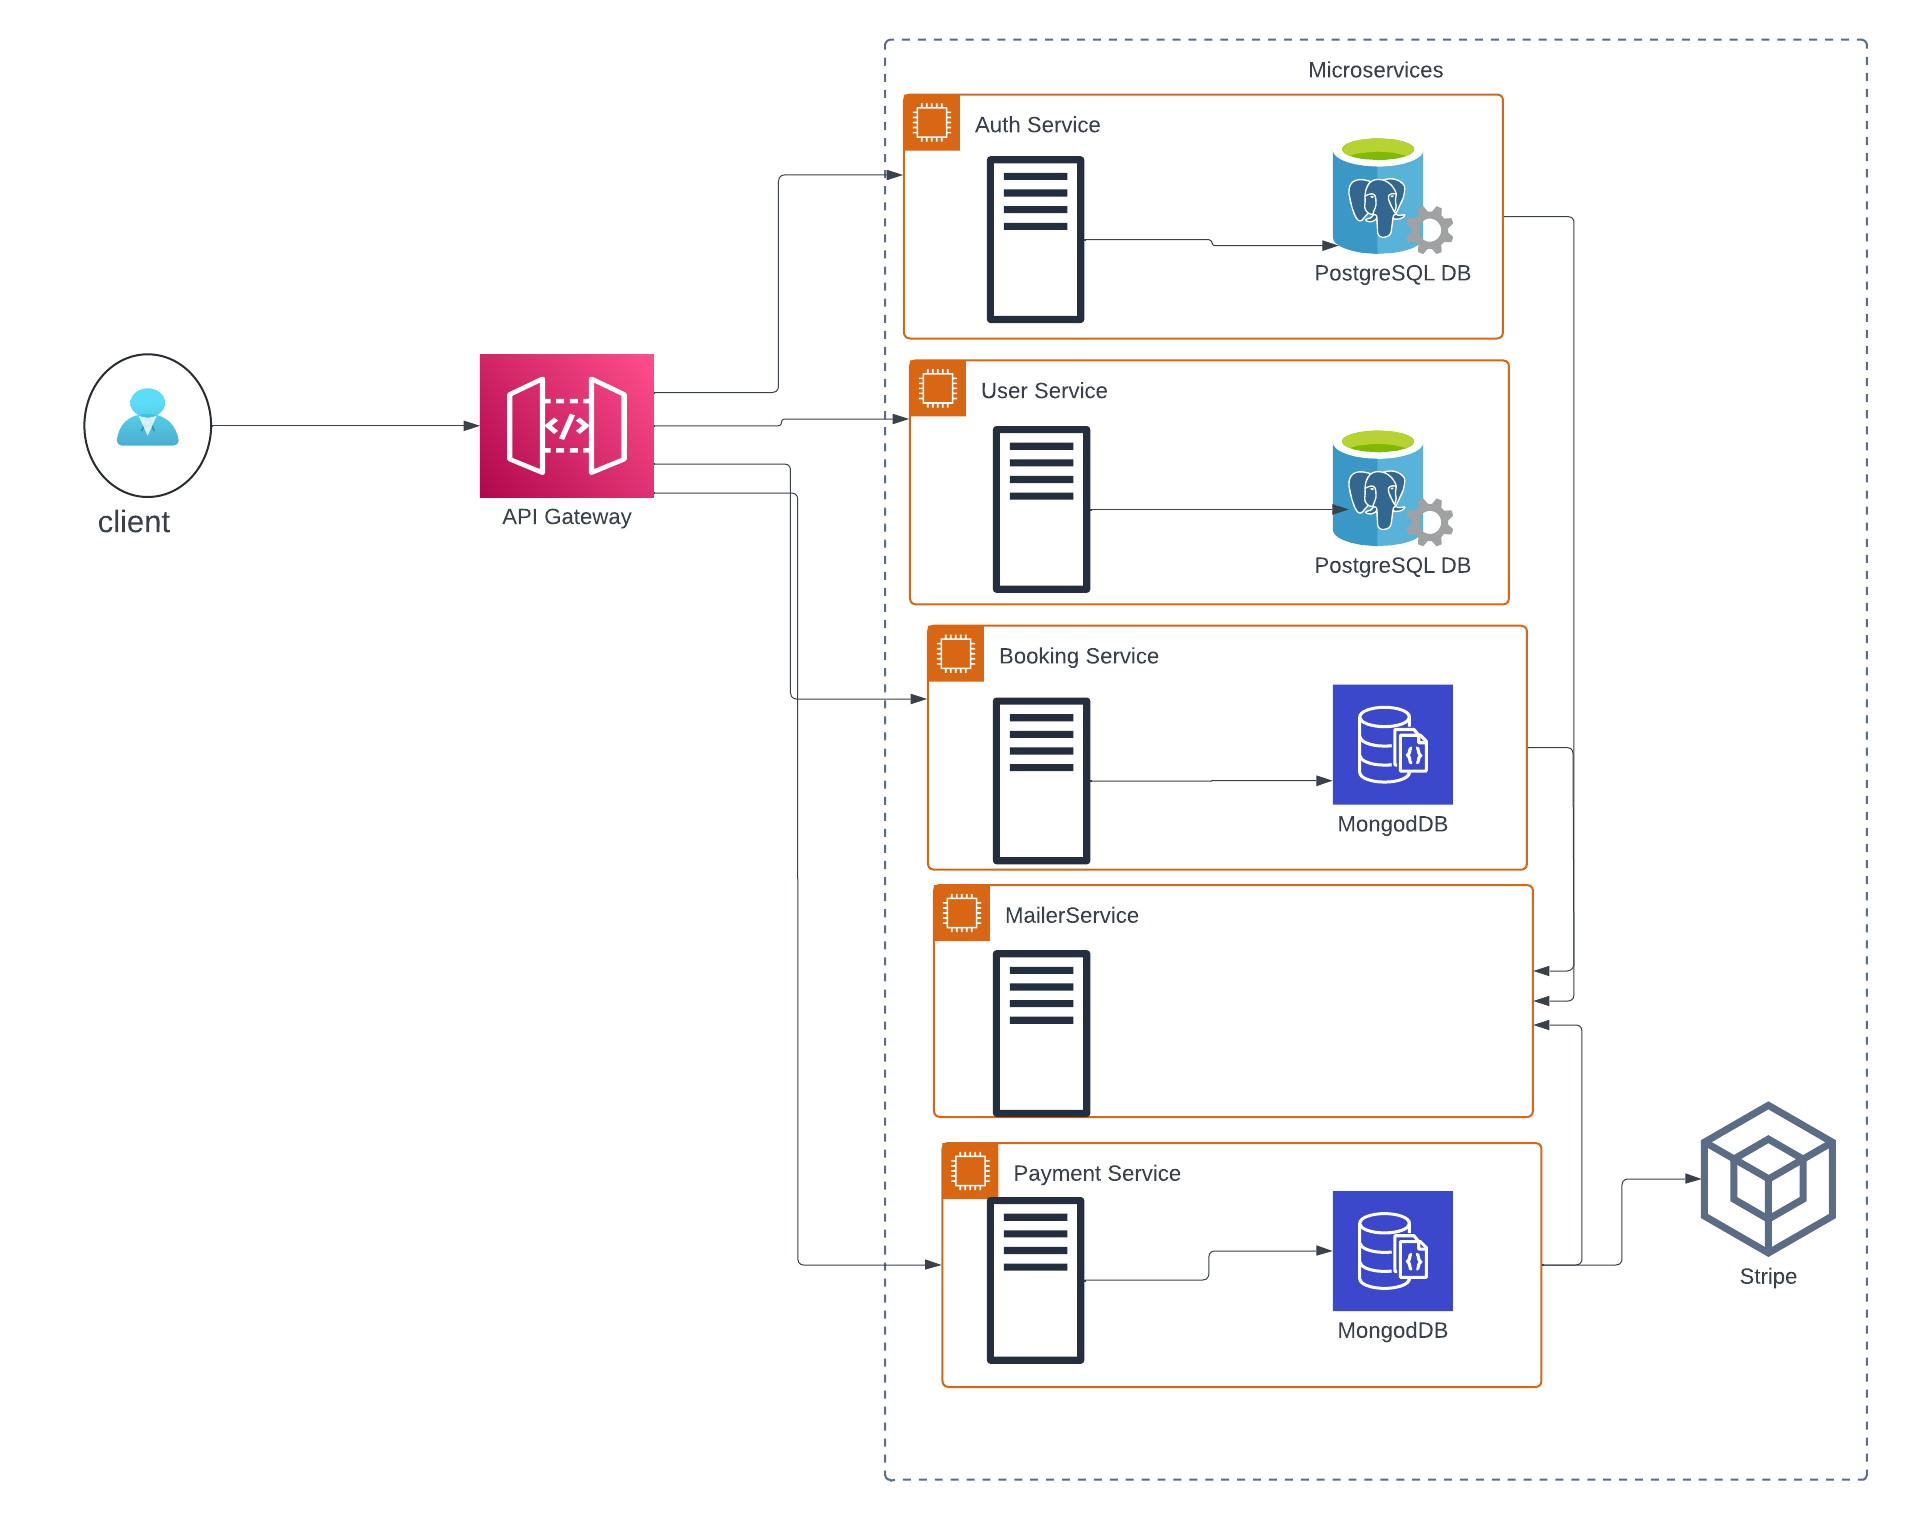 Microservices
Auth Service
PostgreSQL DB
User Service
PostgreSQL DB
client
API Gateway
Booking Service
MongodDB
MailerService
Payment Service
MongodDB
Stripe